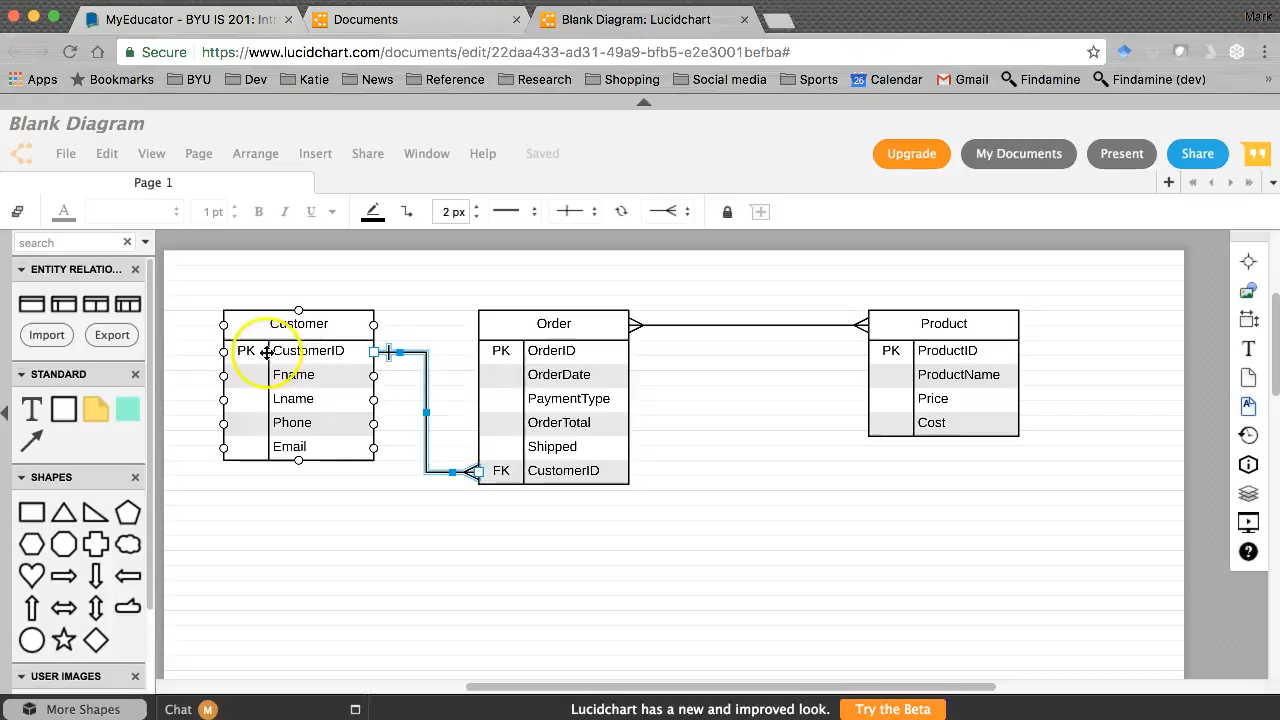 MyEducator - BYU IS 201: Intr
Documents
Blank Diagram: Lucidchart
Mark
Secure
https://www.lucidchart.com/documents/edit/22daa433-ad31-49a9-bfb5-e2e3001befba#
Apps
Bookmarks
BYU
Dev
Katie
News
Reference
Research
Shopping
Social media
Sports
26
Calendar
Gmail
Findamine
Findamine (dev)
»
Blank Diagram
File
Edit
View
Page
Arrange
Insert
Share
Window
Help
Saved
Upgrade
My Documents
Present
Share
Page 1
A
1 pt
B
I
U
2 px
search
ENTITY RELATIO...
Import
Export
STANDARD
T
SHAPES
USER IMAGES
More Shapes
Customer
PK CustomerID
Fname
Lname
Phone
Email
Order
PK OrderID
OrderDate
PaymentType
OrderTotal
Shipped
FK CustomerID
Product
PK ProductID
ProductName
Price
Cost
T
A
Chat
M
Lucidchart has a new and improved look.
Try the Beta